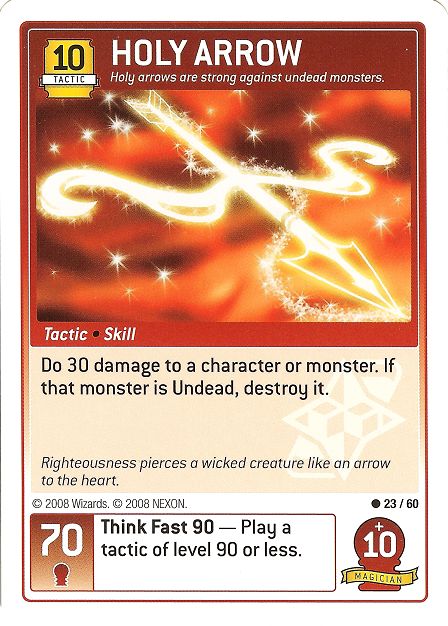 10
TACTIC
HOLY ARROW
Holy arrows are strong against undead monsters.
Tactic • Skill
Do 30 damage to a character or monster. If
that monster is Undead, destroy it.
Righteousness pierces a wicked creature like an arrow
to the heart.
© 2008 Wizards. © 2008 NEXON.
● 23 / 60
70
Think Fast 90 — Play a
tactic of level 90 or less.
+
10
MAGICIAN